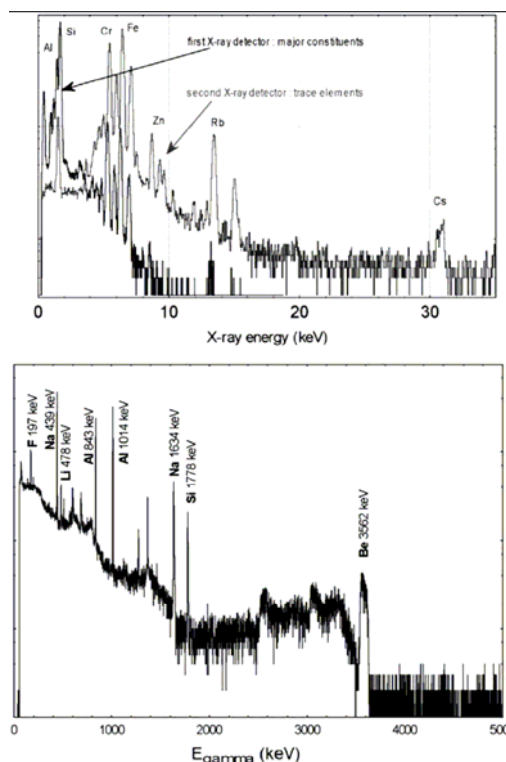 Al Si Cr Fe
first X-ray detector : major constituents
second X-ray detector : trace elements
Zn Rb
Cs
0 10 20 30
X-ray energy (keV)
F 197 keV
Na 439 keV
Li 478 keV
Al 843 keV
Al 1014 keV
Na 1634 keV
Si 1778 keV
Be 3562 keV
0 1000 2000 3000 4000 500
Egamma (keV)